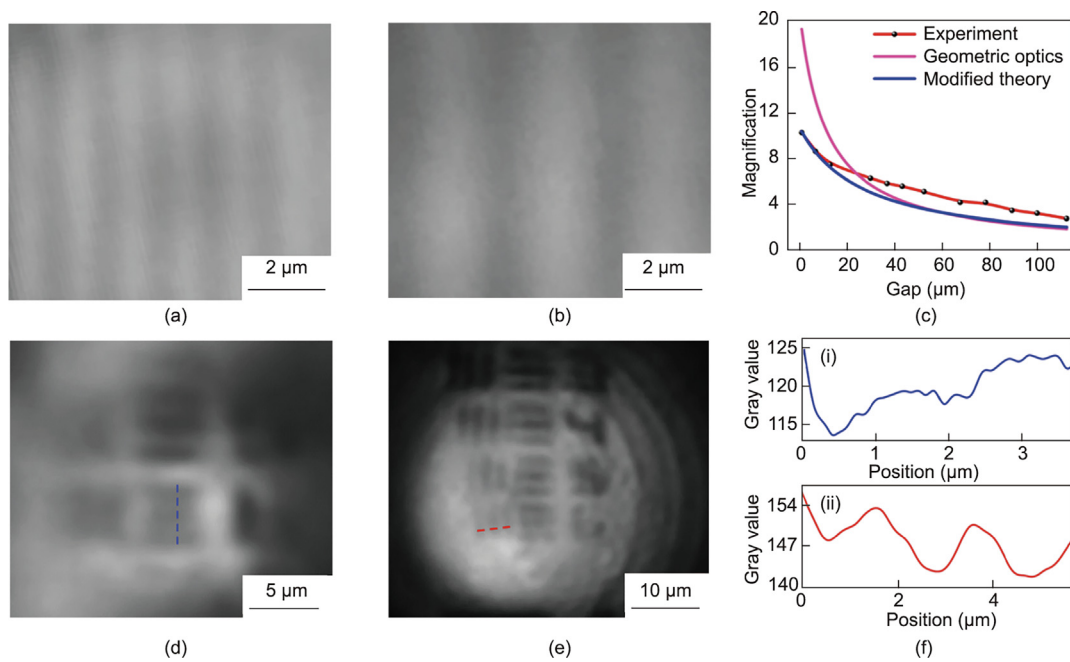 2 µm
(a)
2 µm
(b)
20
16
12
8
4
0
Magnification
Experiment
Geometric optics
Modified theory
0 20 40 60 80 100
Gap (µm)
(c)
5 µm
(d)
10 µm
(e)
125
120
115
Gray value
(i)
0 1 2 3
Position (µm)
154
147
140
Gray value
(ii)
0 2 4
Position (µm)
(f)